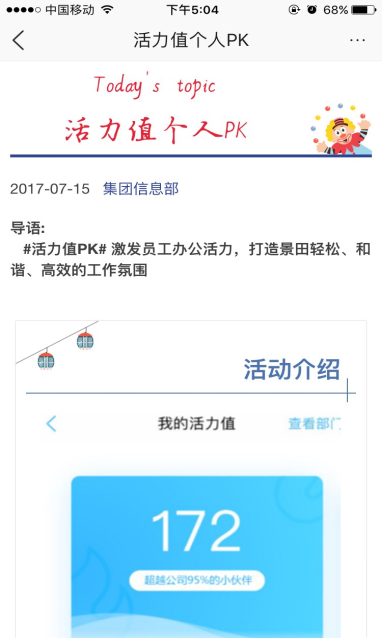 中国移动 下午5:04 68%
活力值个人PK
Today's topic
活力值个人PK
2017-07-15 集团信息部
导语:
#活力值PK# 激发员工办公活力，打造景田轻松、和
谐、高效的工作氛围
活动介绍
我的活力值 查看部门
172
超越公司95%的小伙伴